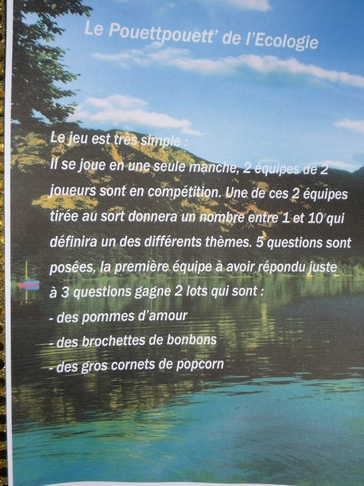 Le Pouettpouett' de l'Ecologie
Le jeu est très simple :
Il se joue en une seule manche, 2 équipes de 2
joueurs sont en compétition. Une de ces 2 équipes
tirée au sort donnera un nombre entre 1 et 10 qui
définira un des différents thèmes. 5 questions sont
posées, la première équipe à avoir répondu juste
à 3 questions gagne 2 lots qui sont :
- des pommes d'amour
- des brochettes de bonbons
- des gros cornets de popcorn